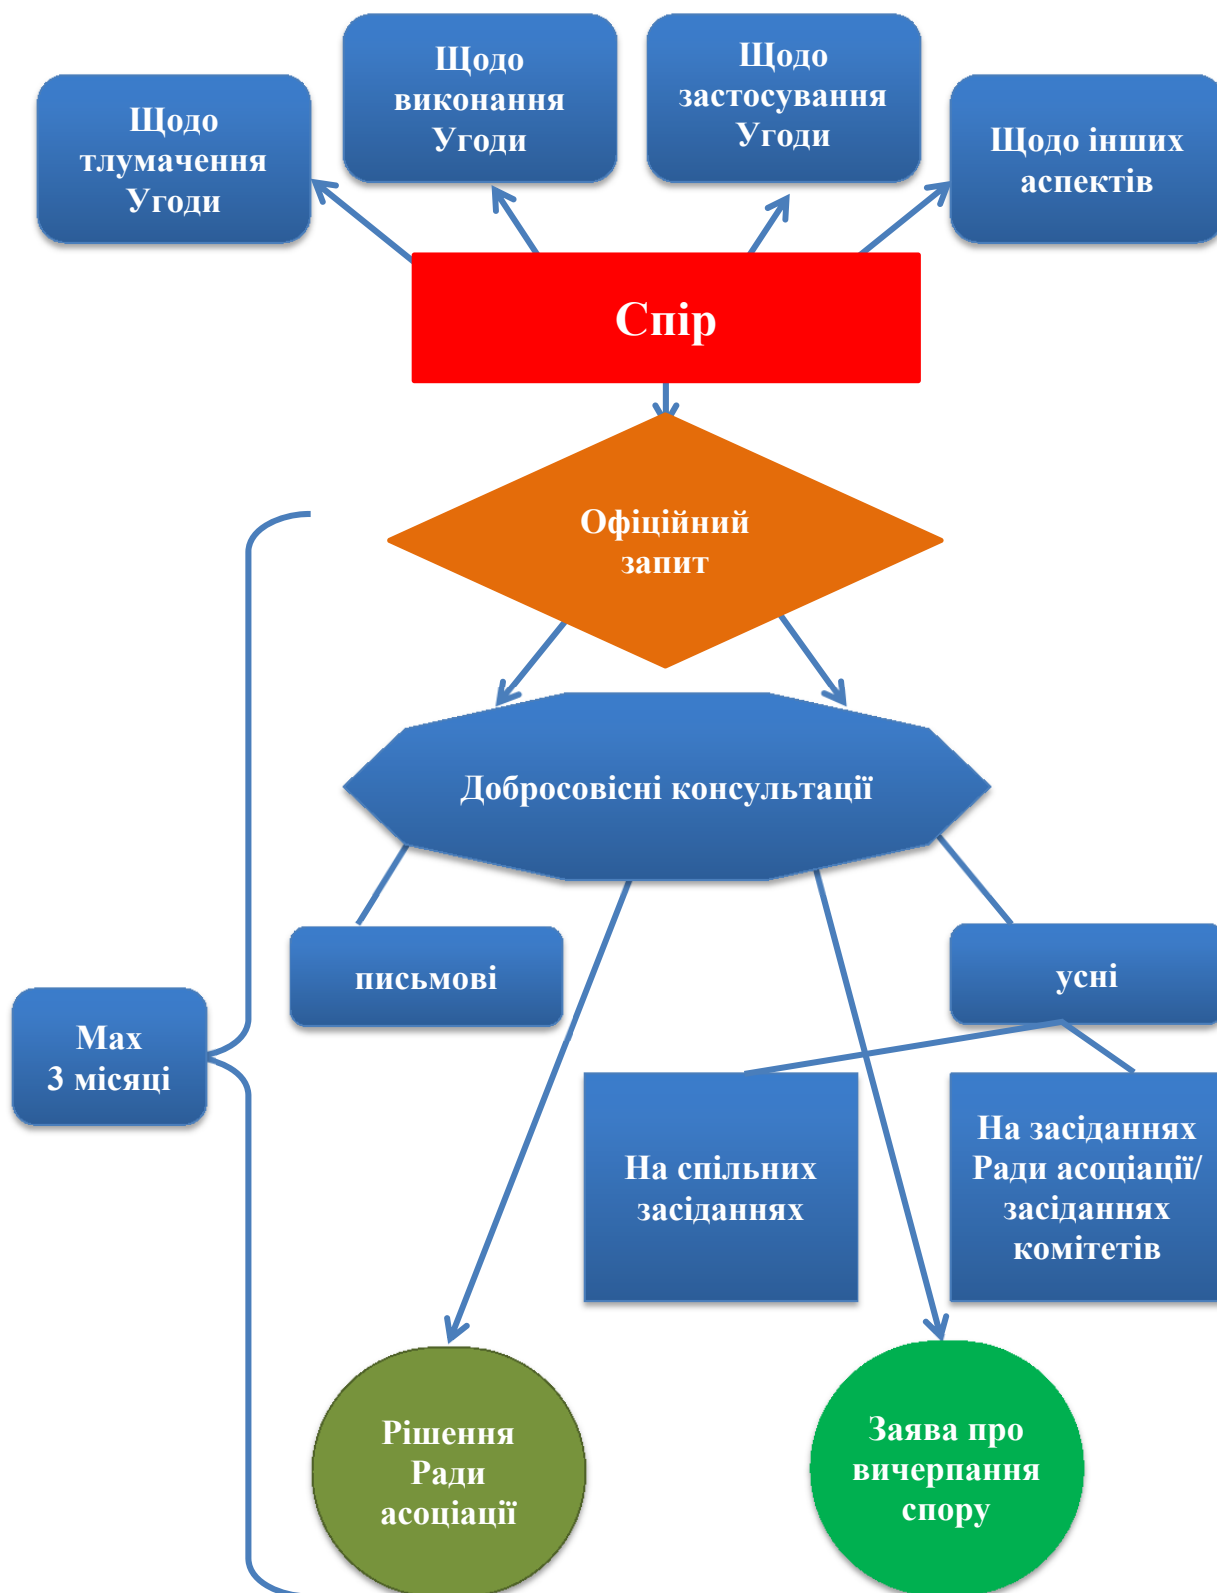 Щодо
тлумачення
Угоди
Щодо
виконання
Угоди
Щодо
застосування
Угоди
Щодо інших
аспектів
Спір
Офіційний
запит
Добросовісні консультації
письмові
усні
Мах
3 місяці
На спільних
засіданнях
На засіданнях
Ради асоціації/
засіданнях
комітетів
Рішення
Ради
асоціації
Заява про
вичерпання
спору